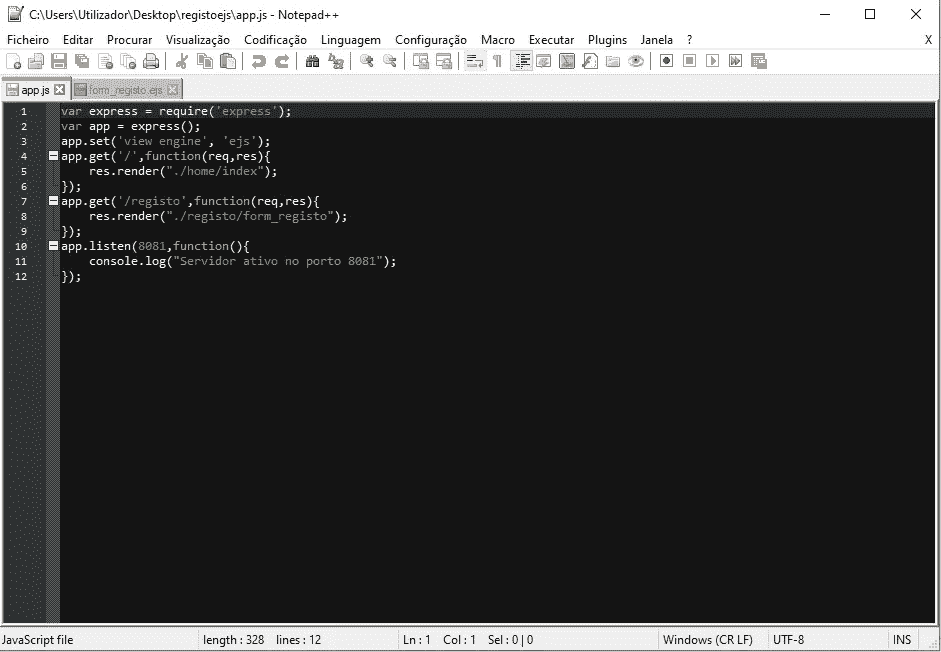 C:\Users\Utilizador\Desktop\registoejs\app.js - Notepad++
Ficheiro Editar Procurar Visualização Codificação Linguagem Configuração Macro Executar Plugins Janela ? X
app.js form_registo.ejs
1 var express = require('express');
2 var app = express();
3 app.set('view engine', 'ejs');
4 app.get('/',function(req,res){
5 res.render("./home/index");
6 });
7 app.get('/registo',function(req,res){
8 res.render("./registo/form_registo");
9 });
10 app.listen(8081,function(){
11 console.log("Servidor ativo no porto 8081");
12 });
JavaScript file length : 328 lines : 12 Ln : 1 Col : 1 Sel : 0 | 0 Windows (CR LF) UTF-8 INS